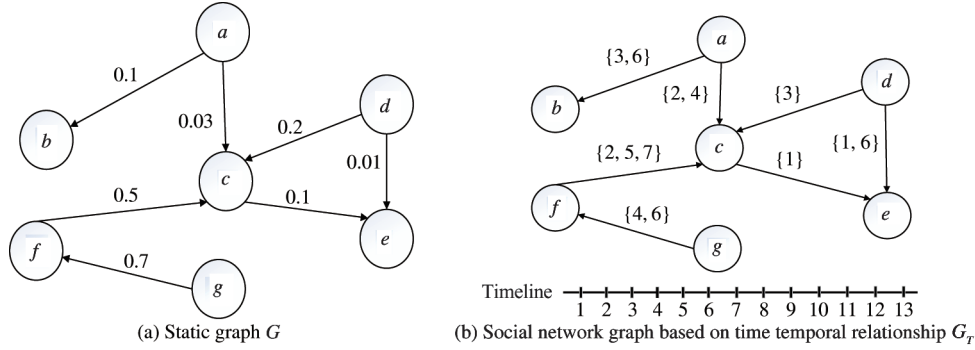 a
0.1
0.03
b
d
0.2
0.01
c
0.5
0.1
f
e
0.7
g
(a) Static graph G
a
{3, 6}
{2, 4}
b
d
{3}
{1, 6}
c
{2, 5, 7}
{1}
f
e
{4, 6}
g
Timeline
1 2 3 4 5 6 7 8 9 10 11 12 13
(b) Social network graph based on time temporal relationship G_T